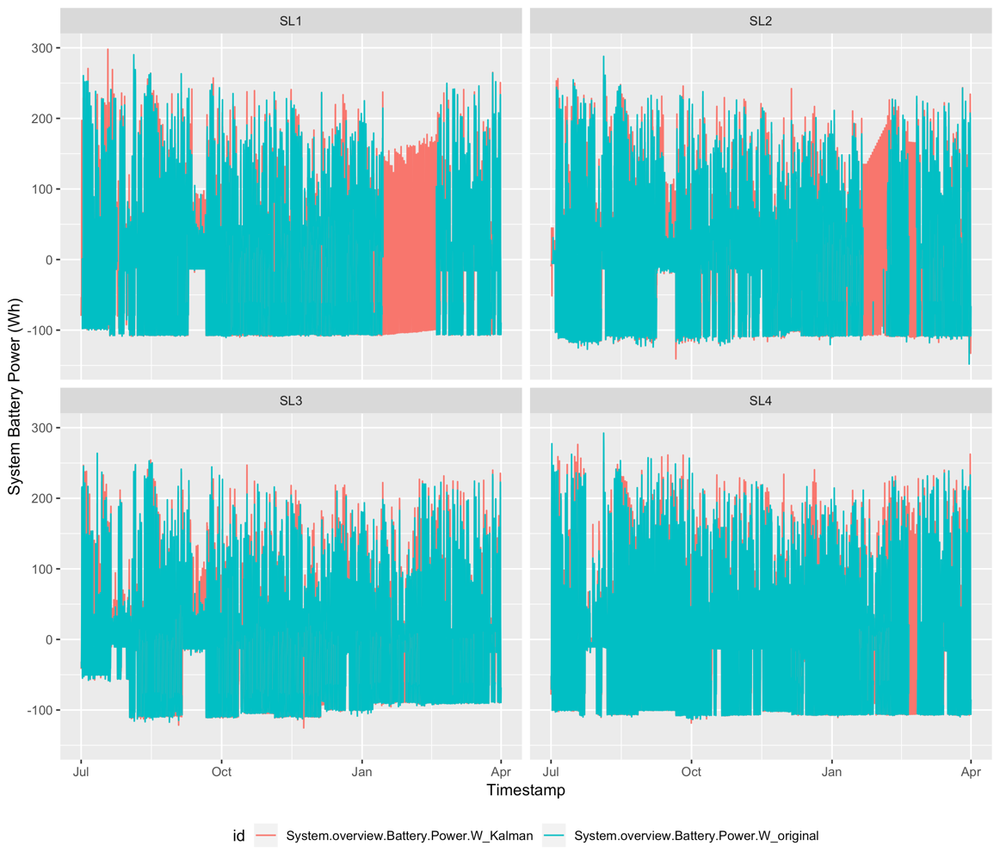 SL1
SL2
300
200
100
0
-100
System Battery Power (Wh)
SL3
SL4
300
200
100
0
-100
Jul
Oct
Jan
Apr
Jul
Oct
Jan
Apr
Timestamp
id
System.overview.Battery.Power.W_Kalman
System.overview.Battery.Power.W_original